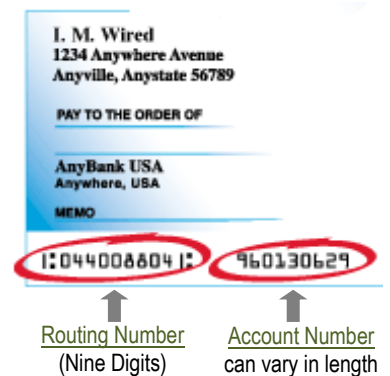 I. M. Wired
1234 Anywhere Avenue
Anyville, Anystate 56789
PAY TO THE ORDER OF
AnyBank USA
Anywhere, USA
MEMO
⑆044008804⑆ 960130629
Routing Number Account Number
(Nine Digits) can vary in length